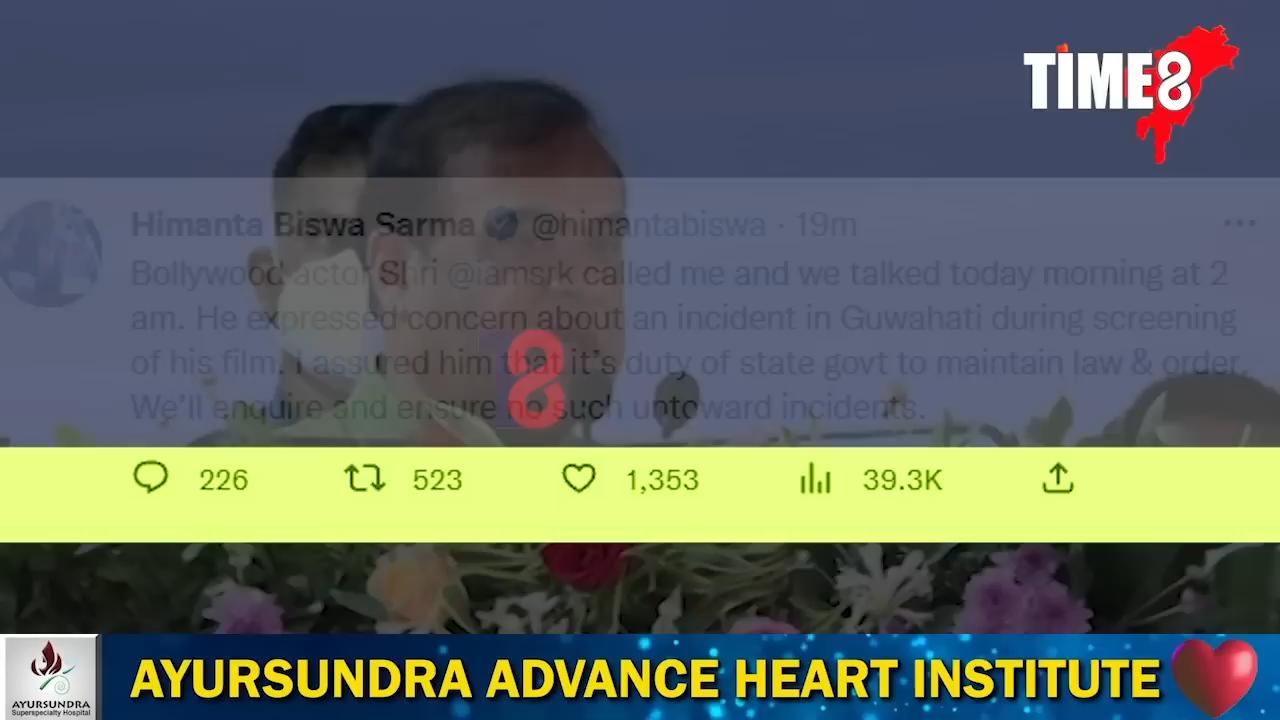 TIME8
Himanta Biswa Sarma @himantabiswa · 19m
Bollywood actor Shri @iamsrk called me and we talked today morning at 2
am. He expressed concern about an incident in Guwahati during screening
of his film. I assured him that it's duty of state govt to maintain law & order.
We'll enquire and ensure no such untoward incidents.
8
226 523 1,353 39.3K
AYURSUNDRA ADVANCE HEART INSTITUTE
AYURSUNDRA
Superspecialty Hospital